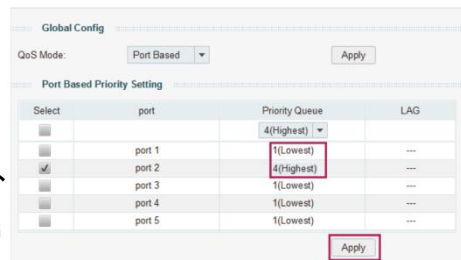 Global Config
QoS Mode: Port Based Apply
Port Based Priority Setting
Select port Priority Queue LAG
4(Highest)
port 1 1(Lowest) ---
port 2 4(Highest) ---
port 3 1(Lowest) ---
port 4 1(Lowest) ---
port 5 1(Lowest) ---
Apply